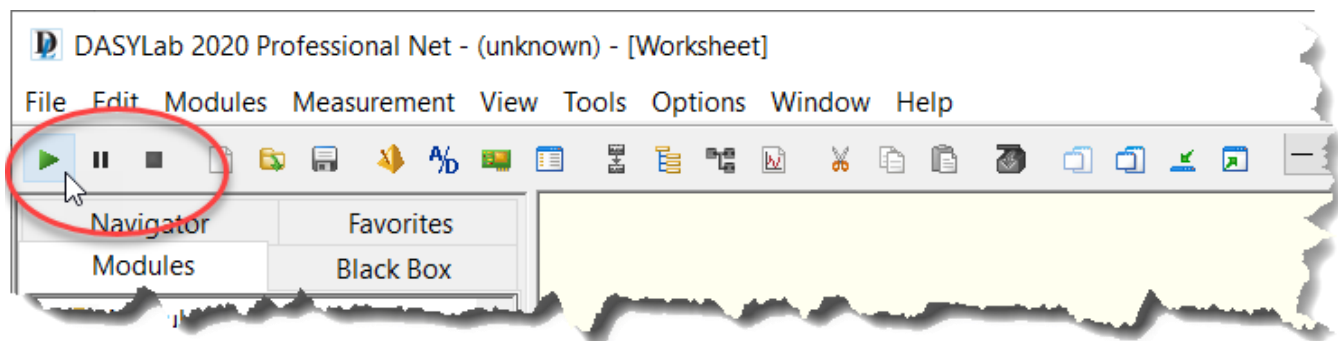 DASYLab 2020 Professional Net - (unknown) - [Worksheet]
File Edit Modules Measurement View Tools Options Window Help
A/D
Navigator Favorites
Modules Black Box